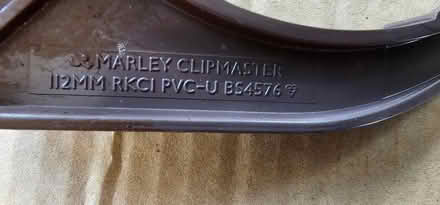 MARLEY CLIPMASTER
112MM RKC1 PVC-U BS4576